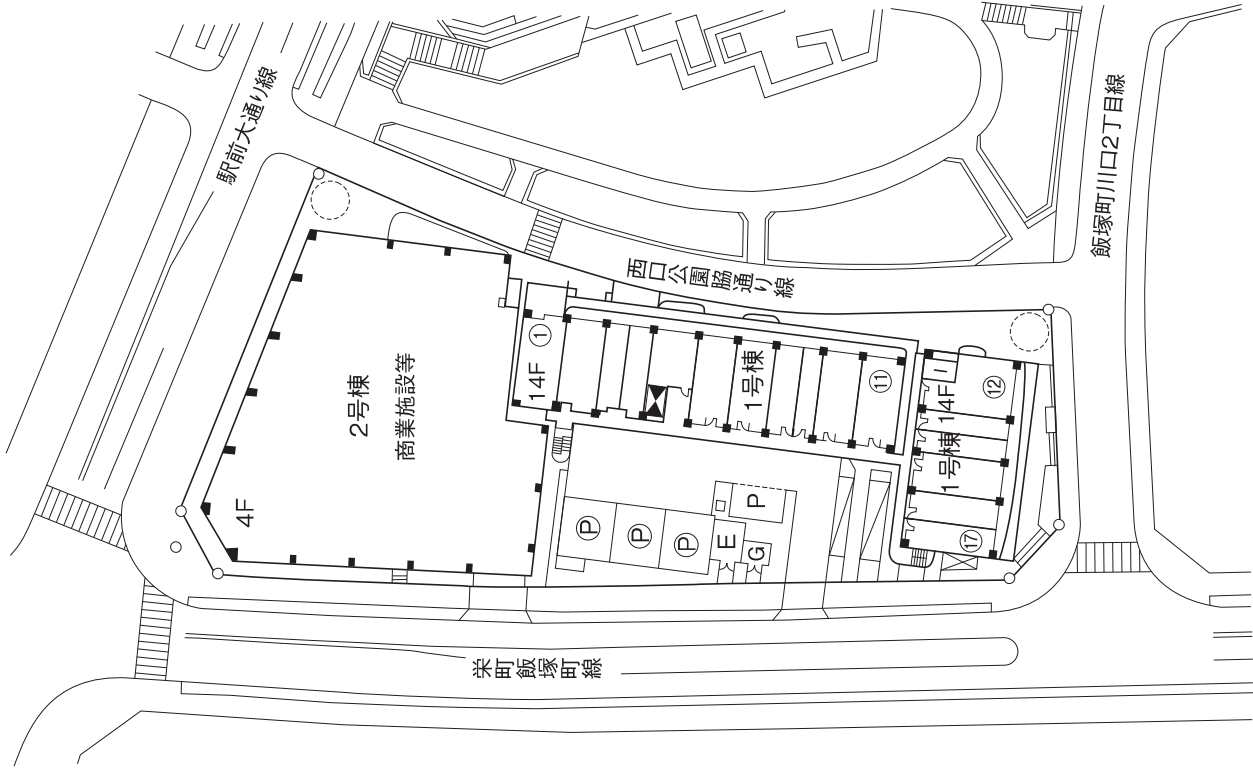 駅前大通り線
飯塚町川口2丁目線
西口公園脇通り線
2号棟
商業施設等
4F
14F
①
1号棟
⑪
14F
⑫
1号棟
⑰
P
P
P
P
E
G
栄町飯塚町線